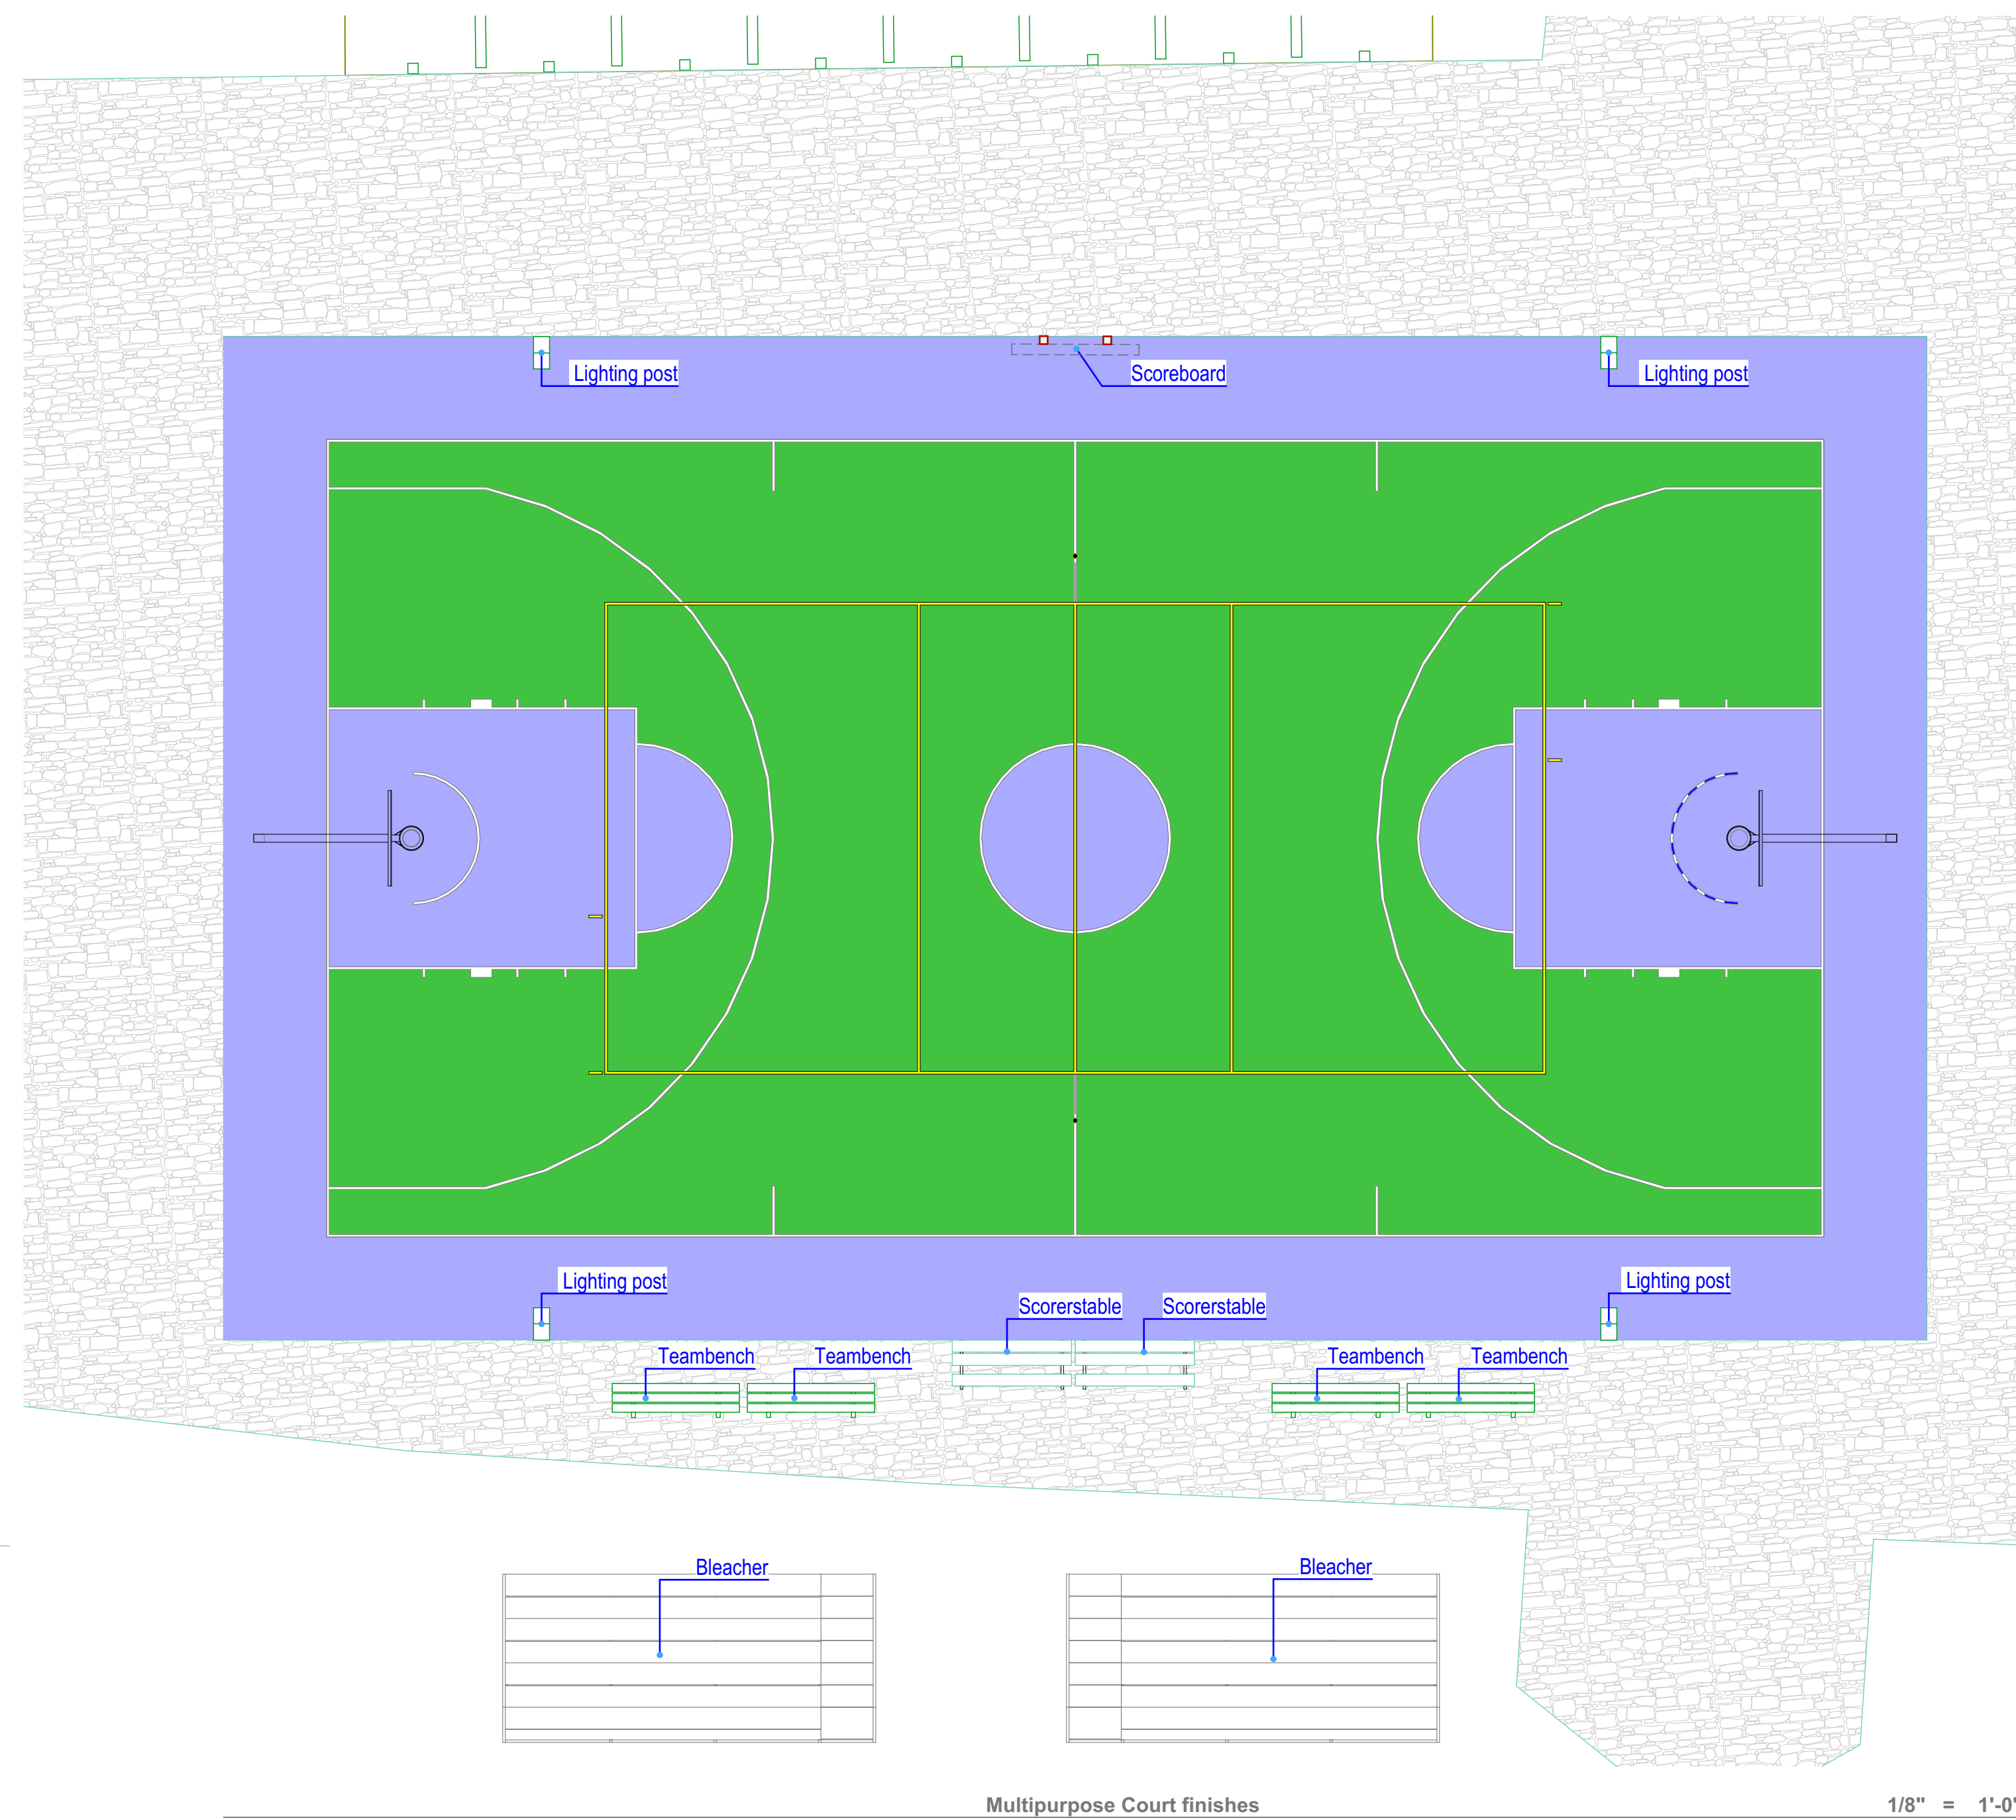 Lighting post
Scoreboard
Lighting post
Lighting post
Lighting post
Scorerstable
Scorerstable
Teambench
Teambench
Teambench
Teambench
Bleacher
Bleacher
Multipurpose Court finishes
1/8" = 1'-0"